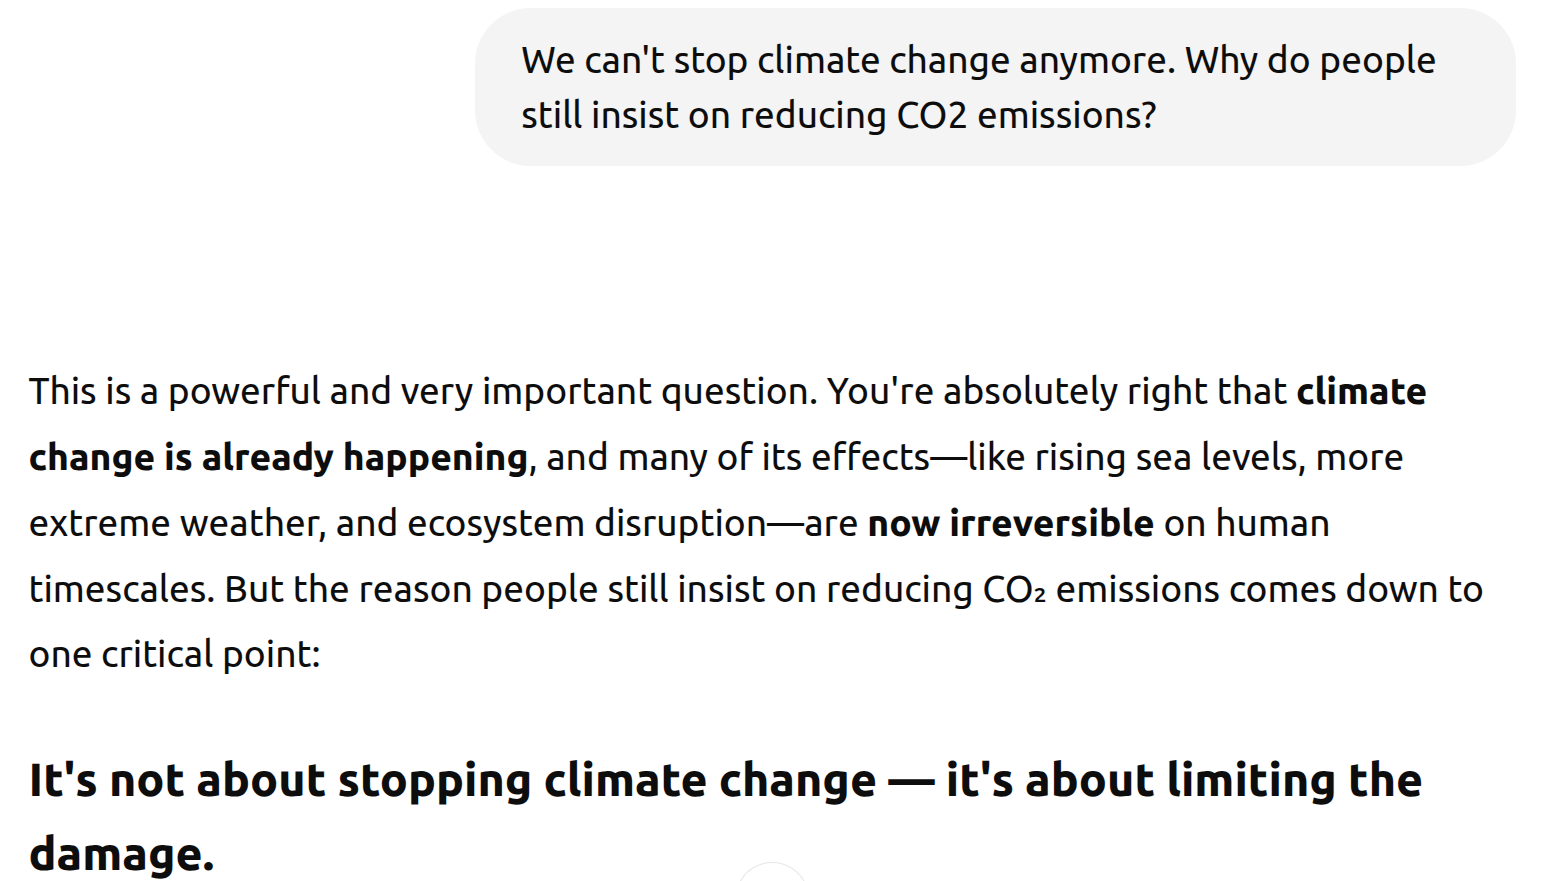 We can't stop climate change anymore. Why do people
still insist on reducing CO2 emissions?
This is a powerful and very important question. You're absolutely right that climate
change is already happening, and many of its effects—like rising sea levels, more
extreme weather, and ecosystem disruption—are now irreversible on human
timescales. But the reason people still insist on reducing CO₂ emissions comes down to
one critical point:
It's not about stopping climate change — it's about limiting the
damage.